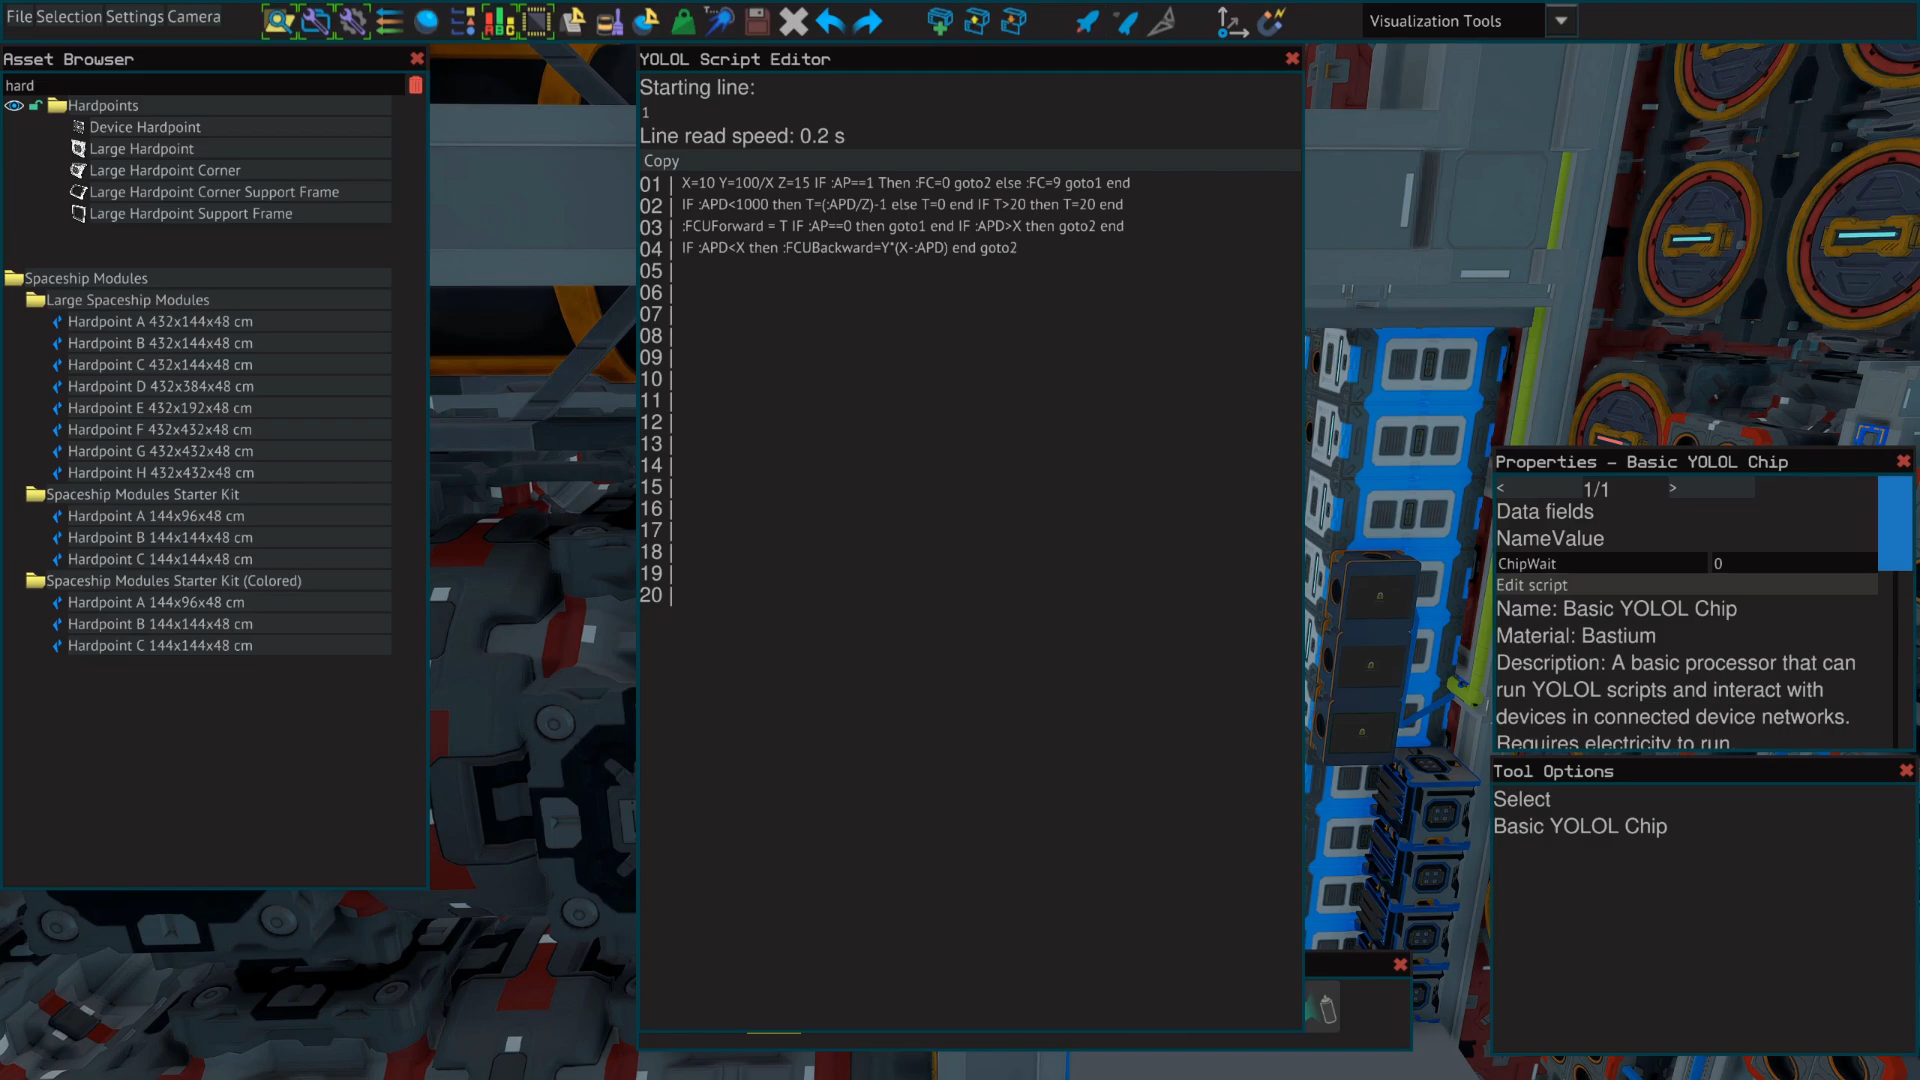 File Selection Settings Camera
Visualization Tools
Asset Browser
hard
Hardpoints
Device Hardpoint
Large Hardpoint
Large Hardpoint Corner
Large Hardpoint Corner Support Frame
Large Hardpoint Support Frame
Spaceship Modules
Large Spaceship Modules
Hardpoint A 432x144x48 cm
Hardpoint B 432x144x48 cm
Hardpoint C 432x144x48 cm
Hardpoint D 432x384x48 cm
Hardpoint E 432x192x48 cm
Hardpoint F 432x432x48 cm
Hardpoint G 432x432x48 cm
Hardpoint H 432x432x48 cm
Spaceship Modules Starter Kit
Hardpoint A 144x96x48 cm
Hardpoint B 144x144x48 cm
Hardpoint C 144x144x48 cm
Spaceship Modules Starter Kit (Colored)
Hardpoint A 144x96x48 cm
Hardpoint B 144x144x48 cm
Hardpoint C 144x144x48 cm
YOLOL Script Editor
Starting line:
1
Line read speed: 0.2 s
Copy
01 | X=10 Y=100/X Z=15 IF :AP==1 Then :FC=0 goto2 else :FC=9 goto1 end
02 | IF :APD<1000 then T=(:APD/Z)-1 else T=0 end IF T>20 then T=20 end
03 | :FCUForward = T IF :AP==0 then goto1 end IF :APD>X then goto2 end
04 | IF :APD<X then :FCUBackward=Y*(X-:APD) end goto2
05 |
06 |
07 |
08 |
09 |
10 |
11 |
12 |
13 |
14 |
15 |
16 |
17 |
18 |
19 |
20 |
Properties - Basic YOLOL Chip
< 1/1 >
Data fields
NameValue
ChipWait 0
Edit script
Name: Basic YOLOL Chip
Material: Bastium
Description: A basic processor that can
run YOLOL scripts and interact with
devices in connected device networks.
Requires electricity to run
Tool Options
Select
Basic YOLOL Chip